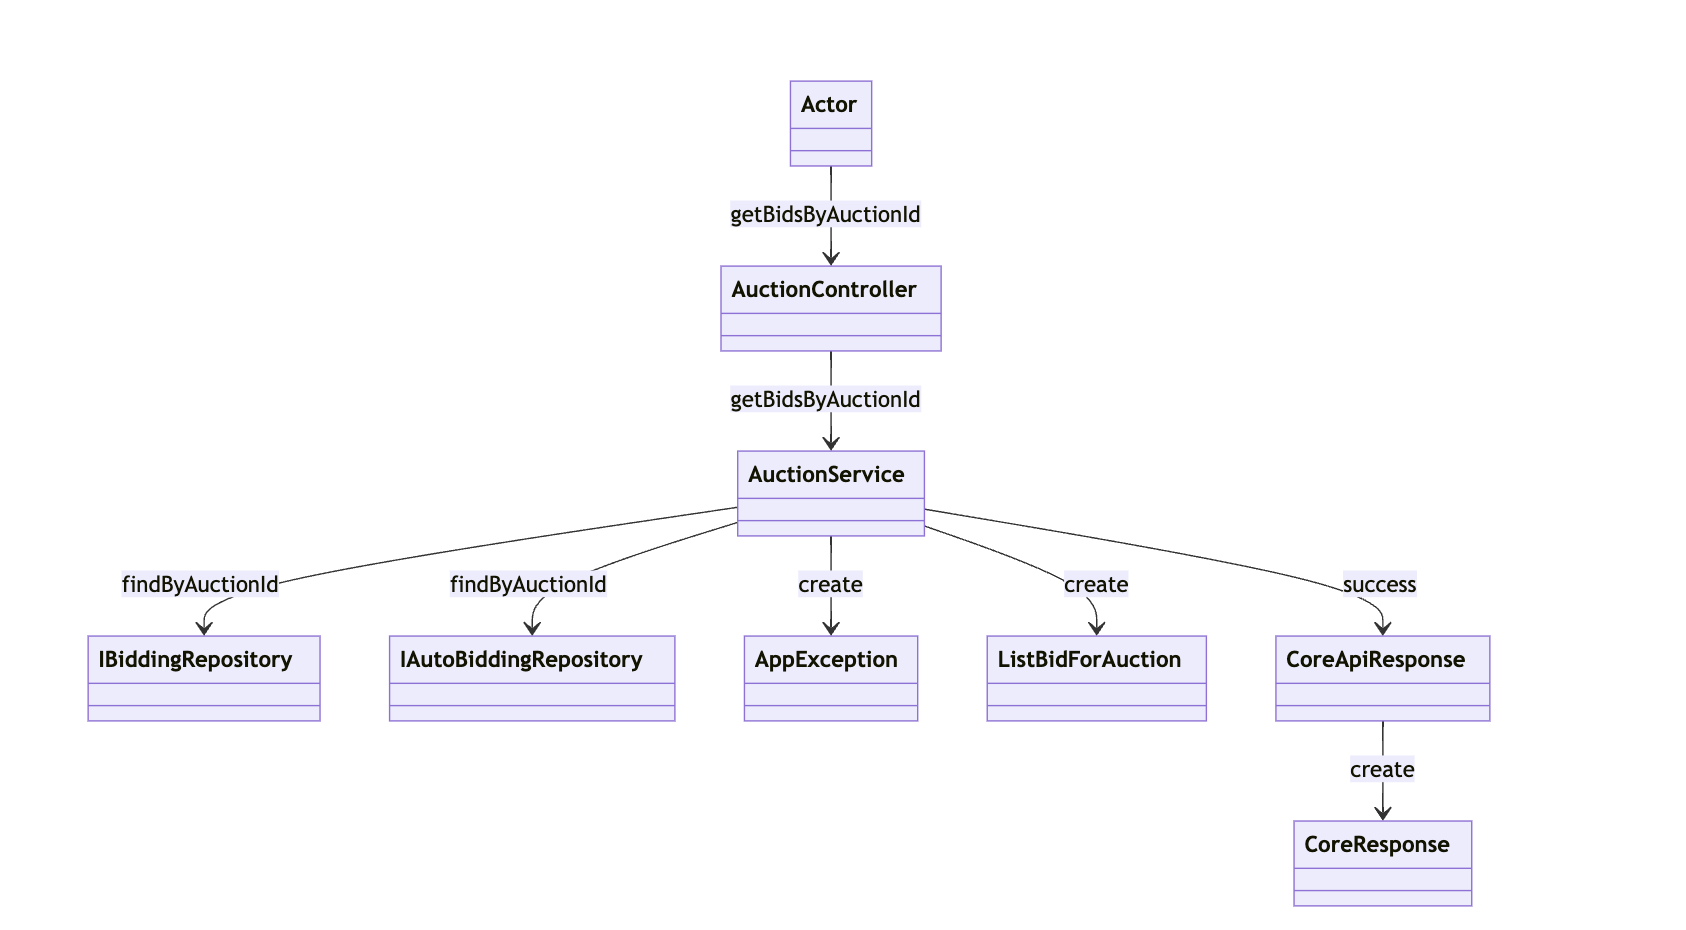 Actor
getBidsByAuctionId
AuctionController
getBidsByAuctionId
AuctionService
findByAuctionId
findByAuctionId
create
create
success
IBiddingRepository
IAutoBiddingRepository
AppException
ListBidForAuction
CoreApiResponse
create
CoreResponse